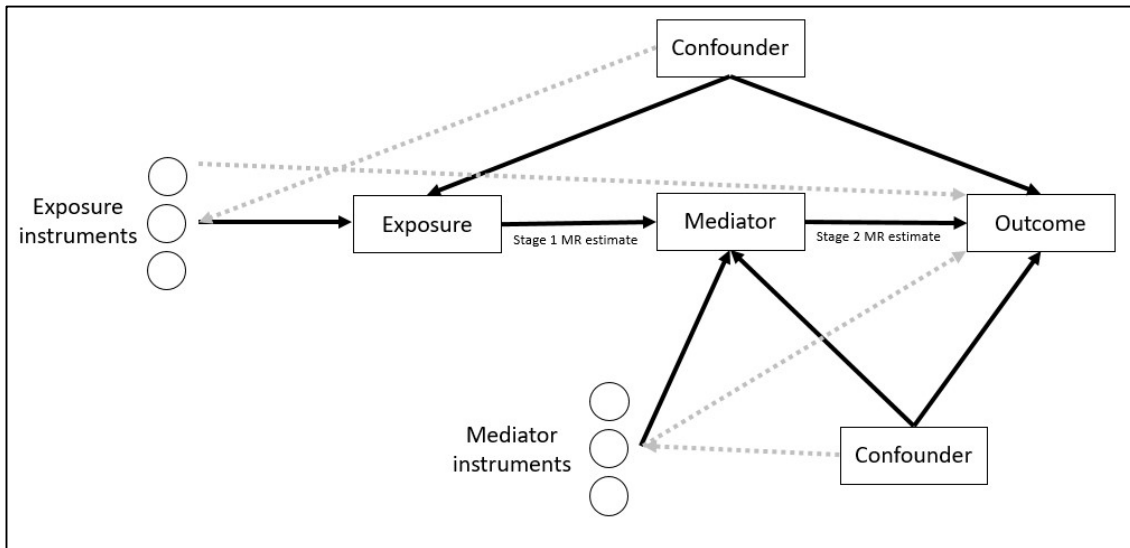 Confounder
Exposure
instruments
Exposure
Stage 1 MR estimate
Mediator
Stage 2 MR estimate
Outcome
Mediator
instruments
Confounder